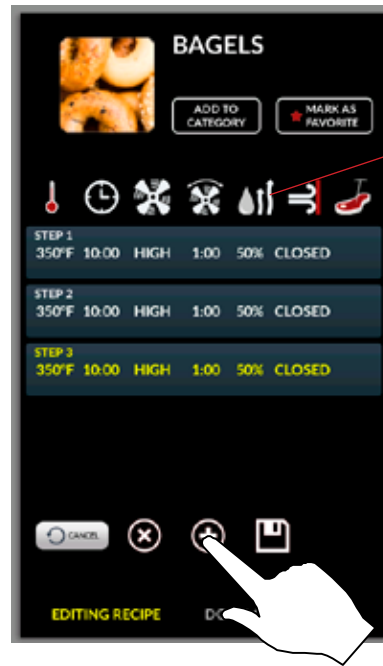 BAGELS
ADD TO
CATEGORY
MARK AS
FAVORITE
STEP 1
350°F 10:00 HIGH 1:00 50% CLOSED
STEP 2
350°F 10:00 HIGH 1:00 50% CLOSED
STEP 3
350°F 10:00 HIGH 1:00 50% CLOSED
CANCEL
EDITING RECIPE